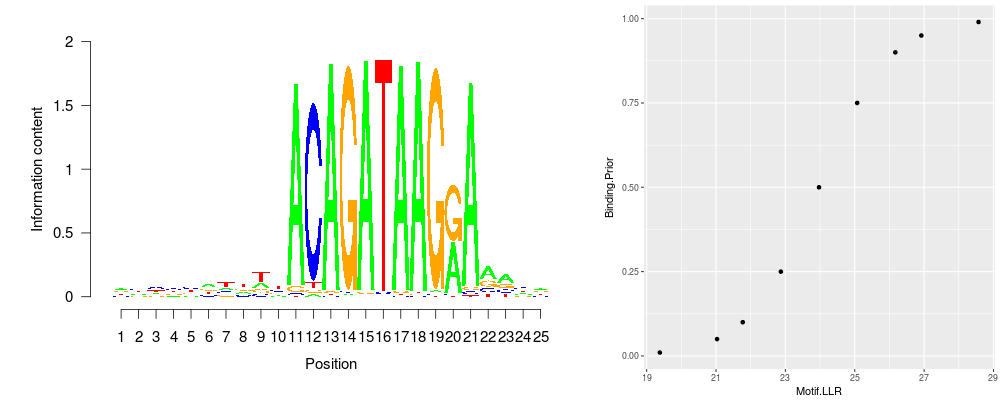 2
1.5
1
0.5
0
Information content
A C A G A T A A G G A A A A
T
1 2 3 4 5 6 7 8 9 10 11 12 13 14 15 16 17 18 19 20 21 22 23 24 25
Position
1.00
0.75
0.50
0.25
0.00
Binding.Prior
19 21 23 25 27 29
Motif.LLR